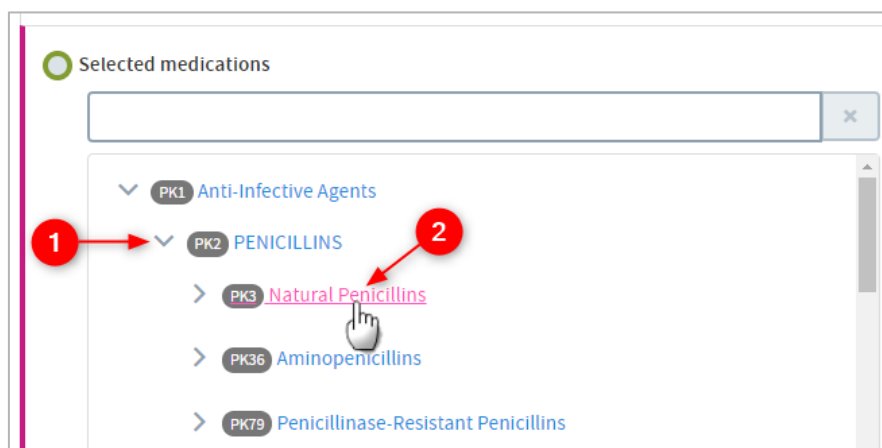 Selected medications
×
PK1 Anti-Infective Agents
1 PK2 PENICILLINS 2
PK3 Natural Penicillins
PK36 Aminopenicillins
PK79 Penicillinase-Resistant Penicillins